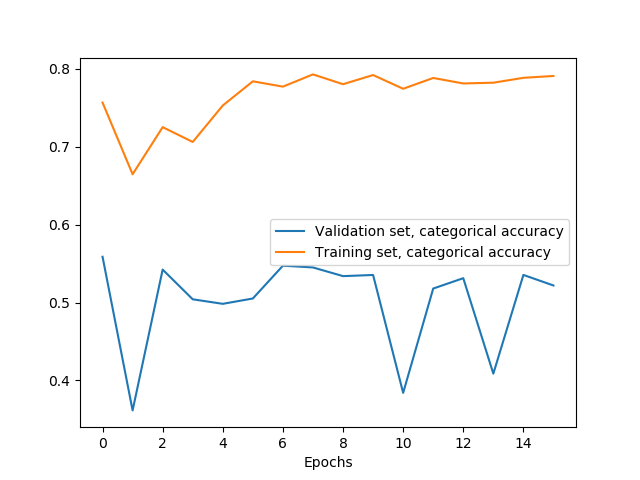 0.8
0.7
0.6
0.5
0.4
Validation set, categorical accuracy
Training set, categorical accuracy
0 2 4 6 8 10 12 14
Epochs